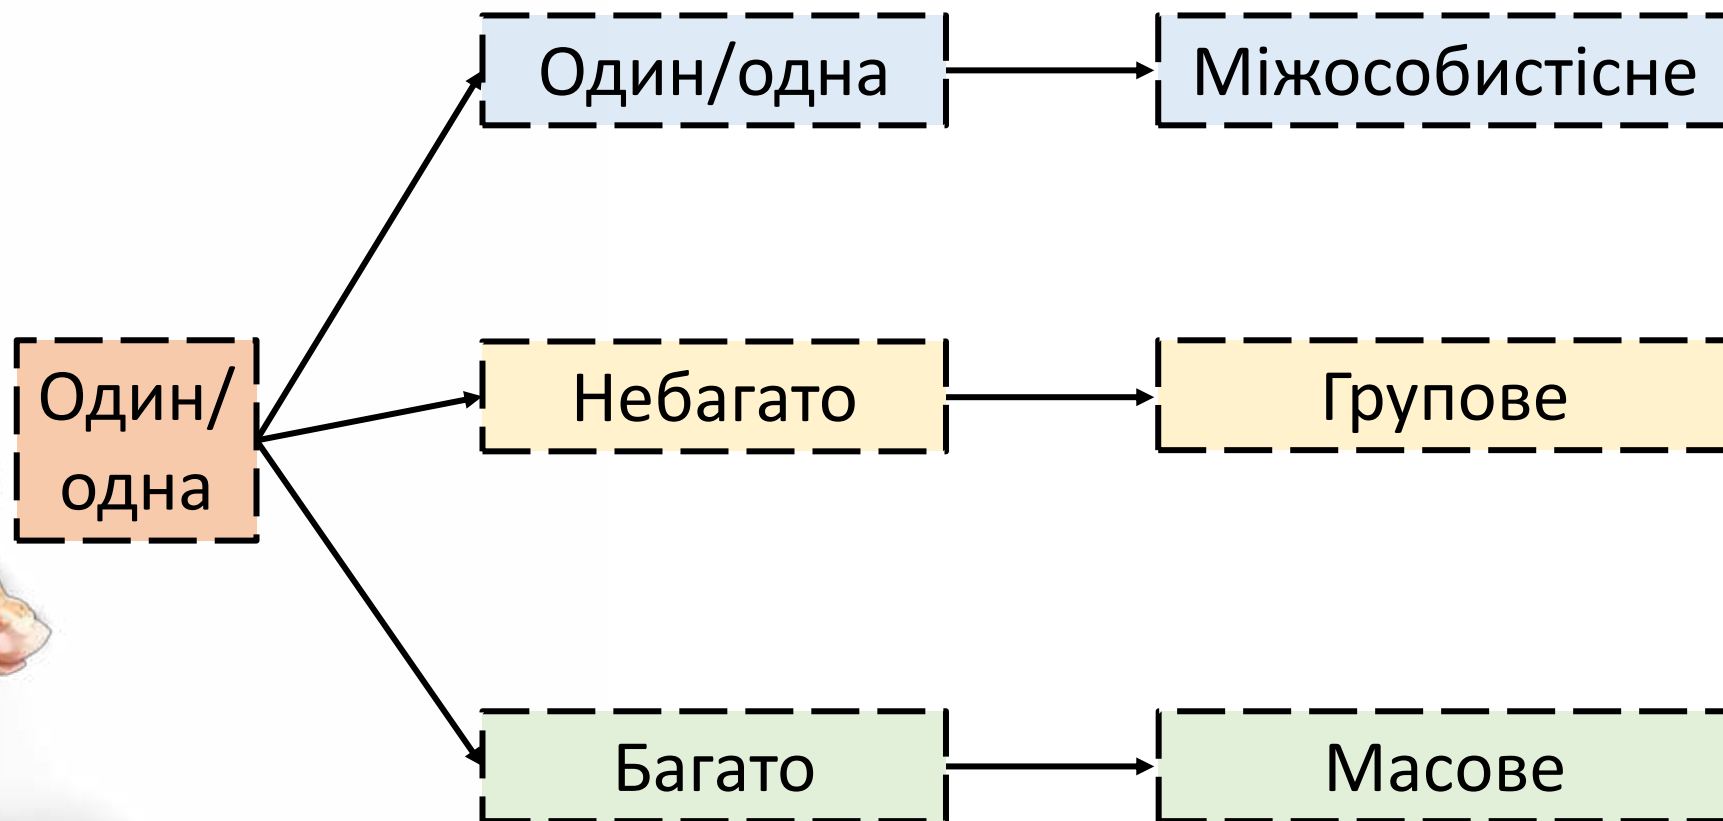 Один/одна
Міжособистісне
Один/
одна
Небагато
Групове
Багато
Масове